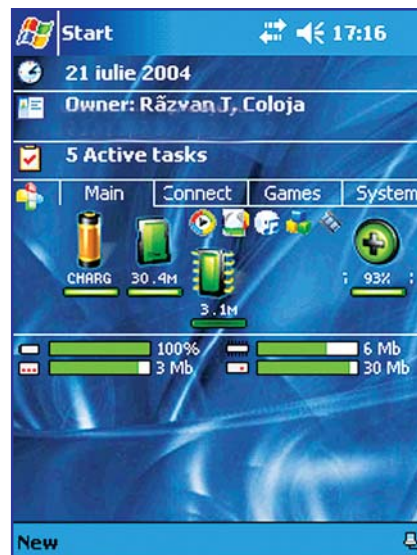 Start 17:16
21 iulie 2004
Owner: Răzvan J. Coloja
5 Active tasks
Main Connect Games System
CHARG 30.4M 93%
3.1M
100% 6 Mb
3 Mb 30 Mb
New